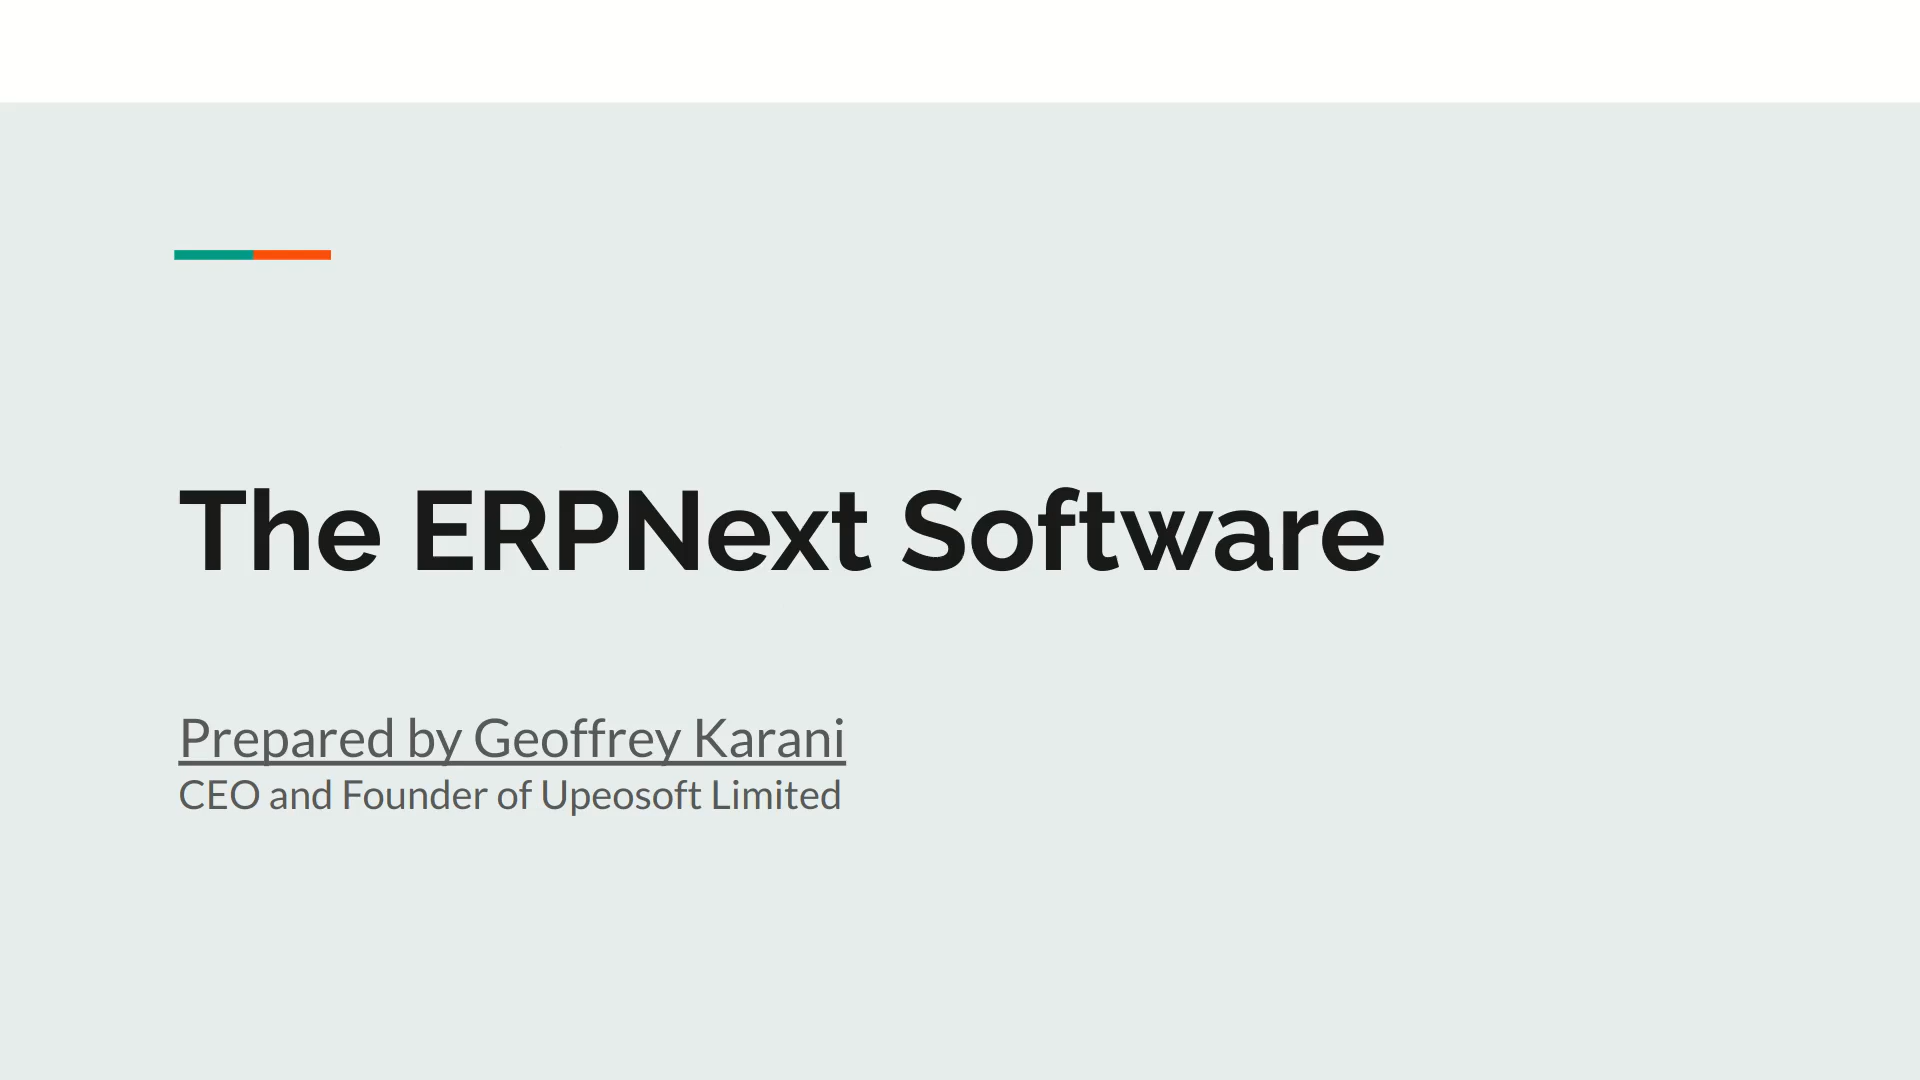 The ERPNext Software
Prepared by Geoffrey Karani
CEO and Founder of Upeosoft Limited